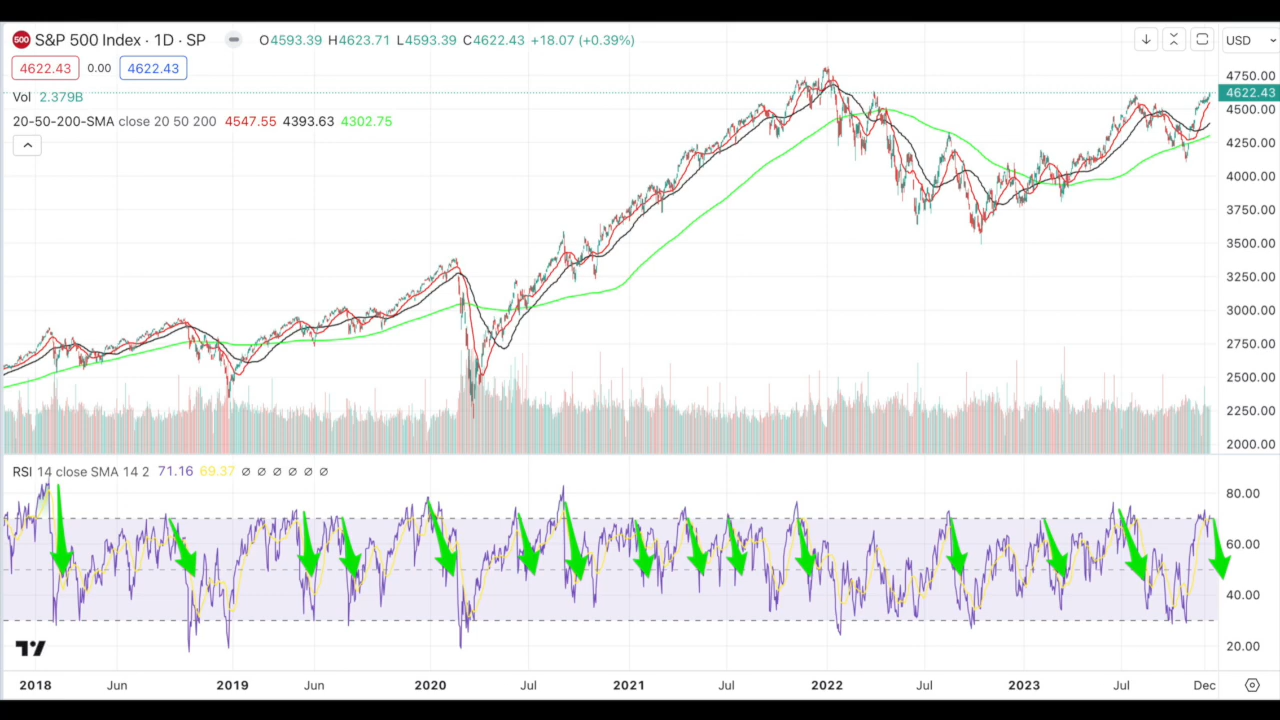 500 S&P 500 Index · 1D · SP O4593.39 H4623.71 L4593.39 C4622.43 +18.07 (+0.39%) USD
4622.43 0.00 4622.43
Vol 2.379B
20-50-200-SMA close 20 50 200 4547.55 4393.63 4302.75
4750.00
4622.43
4500.00
4250.00
4000.00
3750.00
3500.00
3250.00
3000.00
2750.00
2500.00
2250.00
2000.00
RSI 14 close SMA 14 2 71.16 69.37 ∅ ∅ ∅ ∅ ∅ ∅
80.00
60.00
40.00
20.00
2018 Jun 2019 Jun 2020 Jul 2021 Jul 2022 Jul 2023 Jul Dec